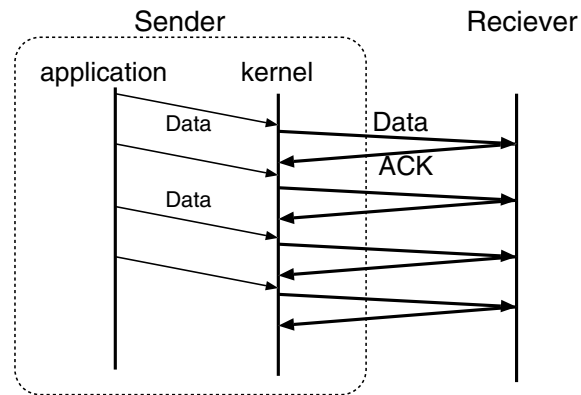 Sender
Reciever
application
kernel
Data
Data
ACK
Data